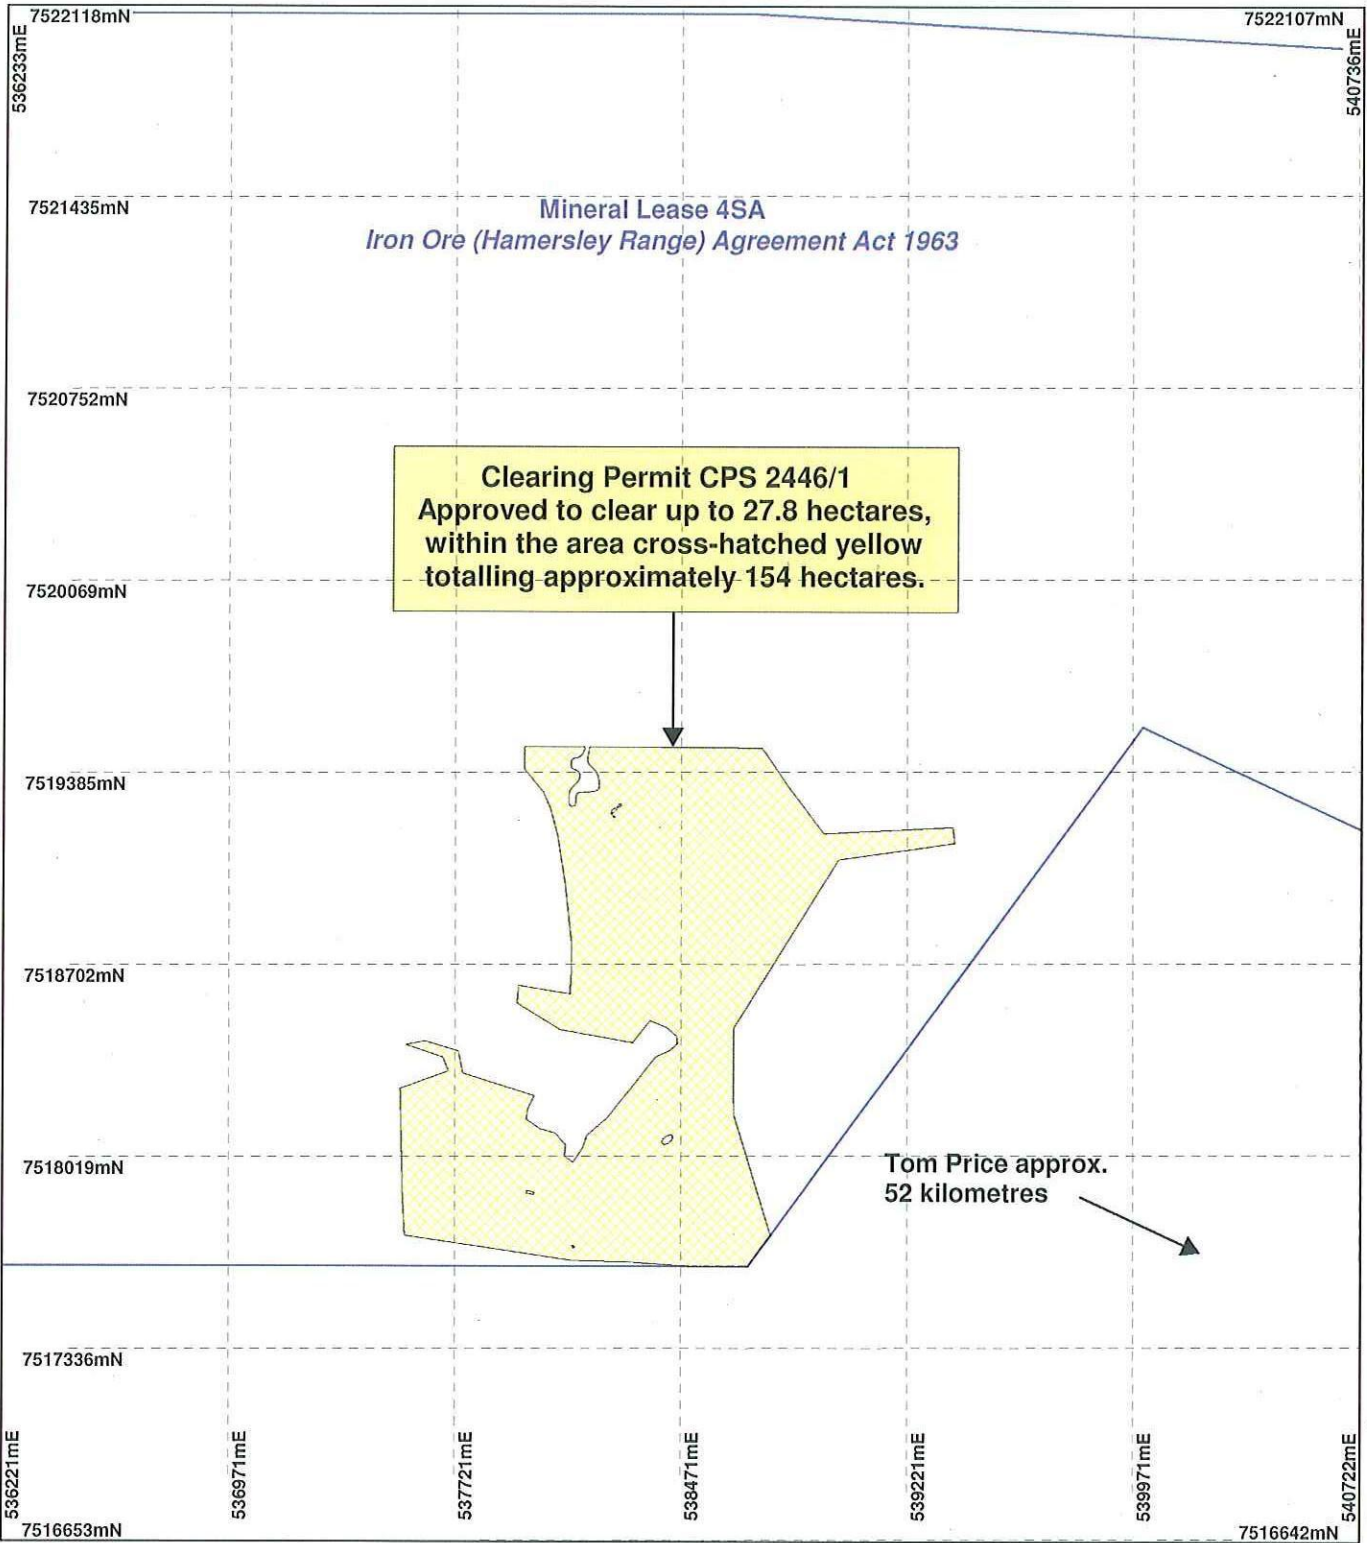 7522118mN
7522107mN
536233mE
540736mE
7521435mN
Mineral Lease 4SA
Iron Ore (Hamersley Range) Agreement Act 1963
7520752mN
Clearing Permit CPS 2446/1
Approved to clear up to 27.8 hectares,
within the area cross-hatched yellow
totalling approximately 154 hectares.
7520069mN
7519385mN
7518702mN
7518019mN
Tom Price approx.
52 kilometres
7517336mN
536221mE
536971mE
537721mE
538471mE
539221mE
539971mE
540722mE
7516653mN
7516642mN